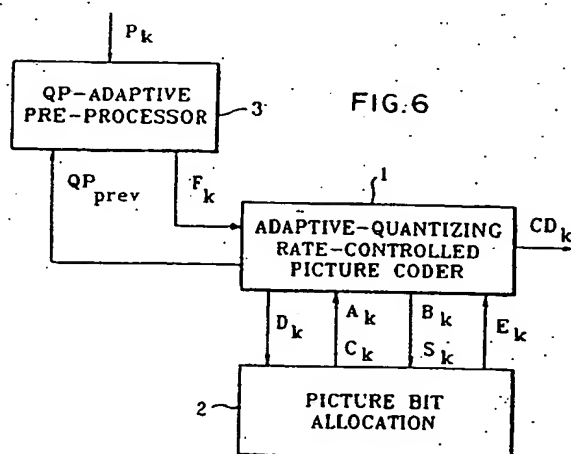 P_k
QP-ADAPTIVE
PRE-PROCESSOR
3
FIG.6
QP_prev
F_k
1
ADAPTIVE-QUANTIZING
RATE-CONTROLLED
PICTURE CODER
CD_k
D_k
A_k
C_k
B_k
S_k
E_k
2
PICTURE BIT
ALLOCATION